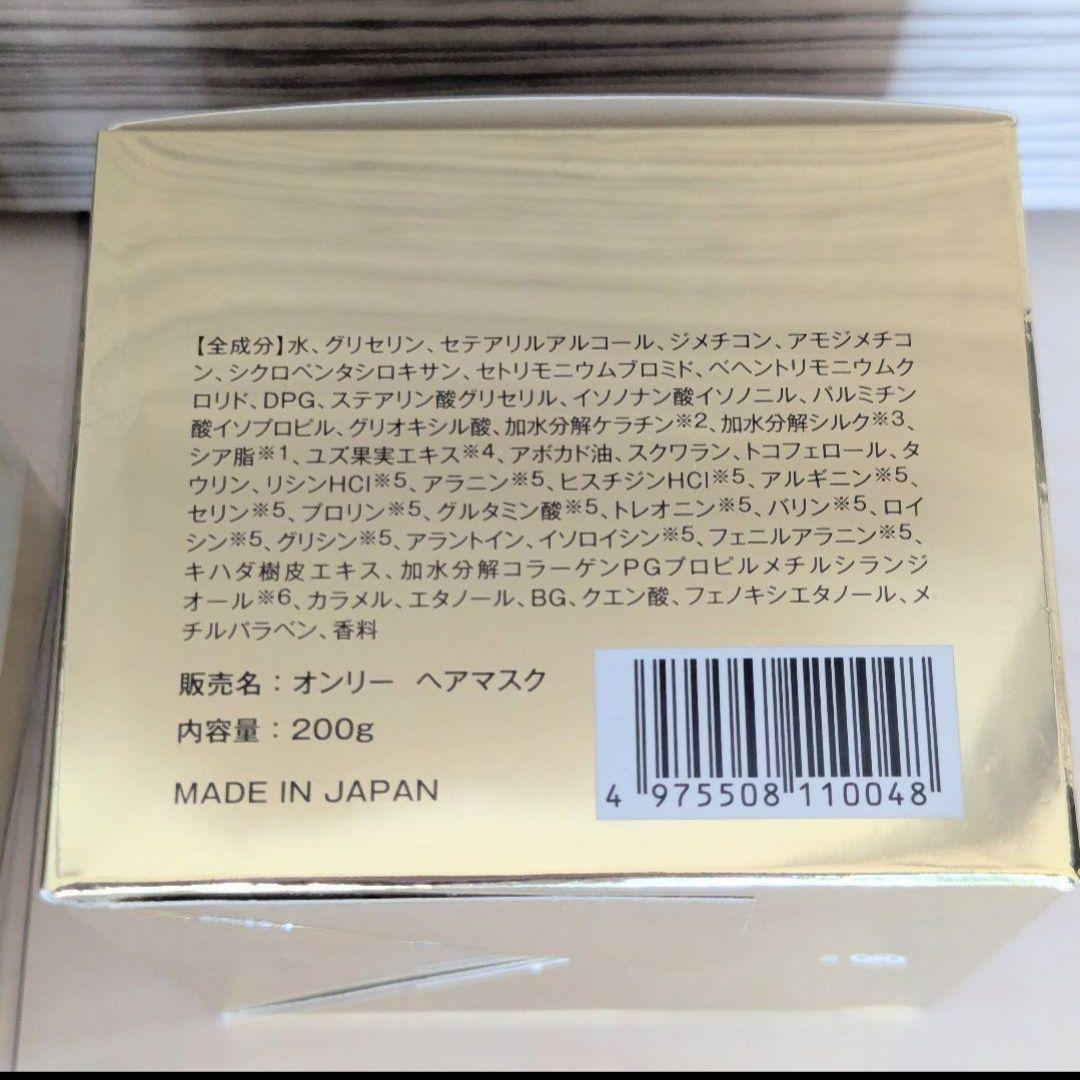 【全成分】水、グリセリン、セテアリルアルコール、ジメチコン、アモジメチコ
ン、シクロペンタシロキサン、セトリモニウムブロミド、ベヘントリモニウムク
ロリド、DPG、ステアリン酸グリセリル、イソノナン酸イソノニル、パルミチン
酸イソプロピル、グリオキシル酸、加水分解ケラチン※2、加水分解シルク※3、
シア脂※1、ユズ果実エキス※4、アボカド油、スクワラン、トコフェロール、タ
ウリン、リシンHCl※5、アラニン※5、ヒスチジンHCl※5、アルギニン※5、
セリン※5、プロリン※5、グルタミン酸※5、トレオニン※5、バリン※5、ロイ
シン※5、グリシン※5、アラントイン、イソロイシン※5、フェニルアラニン※5、
キハダ樹皮エキス、加水分解コラーゲンPGプロピルメチルシランジ
オール※6、カラメル、エタノール、BG、クエン酸、フェノキシエタノール、メ
チルパラベン、香料
販売名：オンリー ヘアマスク
内容量：200g
MADE IN JAPAN
4 975508 110048